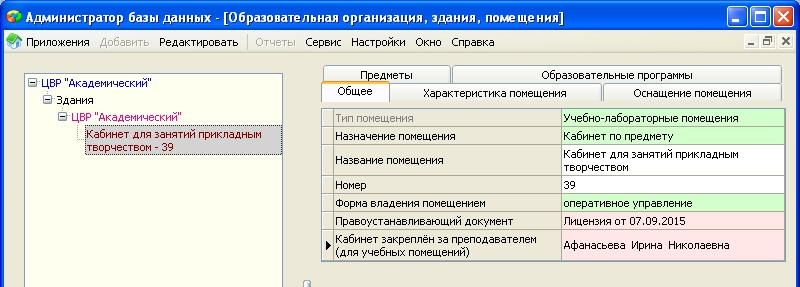 Администратор базы данных - [Образовательная организация, здания, помещения]
Приложения Добавить Редактировать Отчеты Сервис Настройки Окно Справка
ЦВР "Академический"
Здания
ЦВР "Академический"
Кабинет для занятий прикладным
творчеством - 39
Предметы Образовательные программы
Общее Характеристика помещения Оснащение помещения
Тип помещения Учебно-лабораторные помещения
Назначение помещения Кабинет по предмету
Название помещения Кабинет для занятий прикладным
творчеством
Номер 39
Форма владения помещением оперативное управление
Правоустанавливающий документ Лицензия от 07.09.2015
Кабинет закреплён за преподавателем
(для учебных помещений) Афанасьева Ирина Николаевна